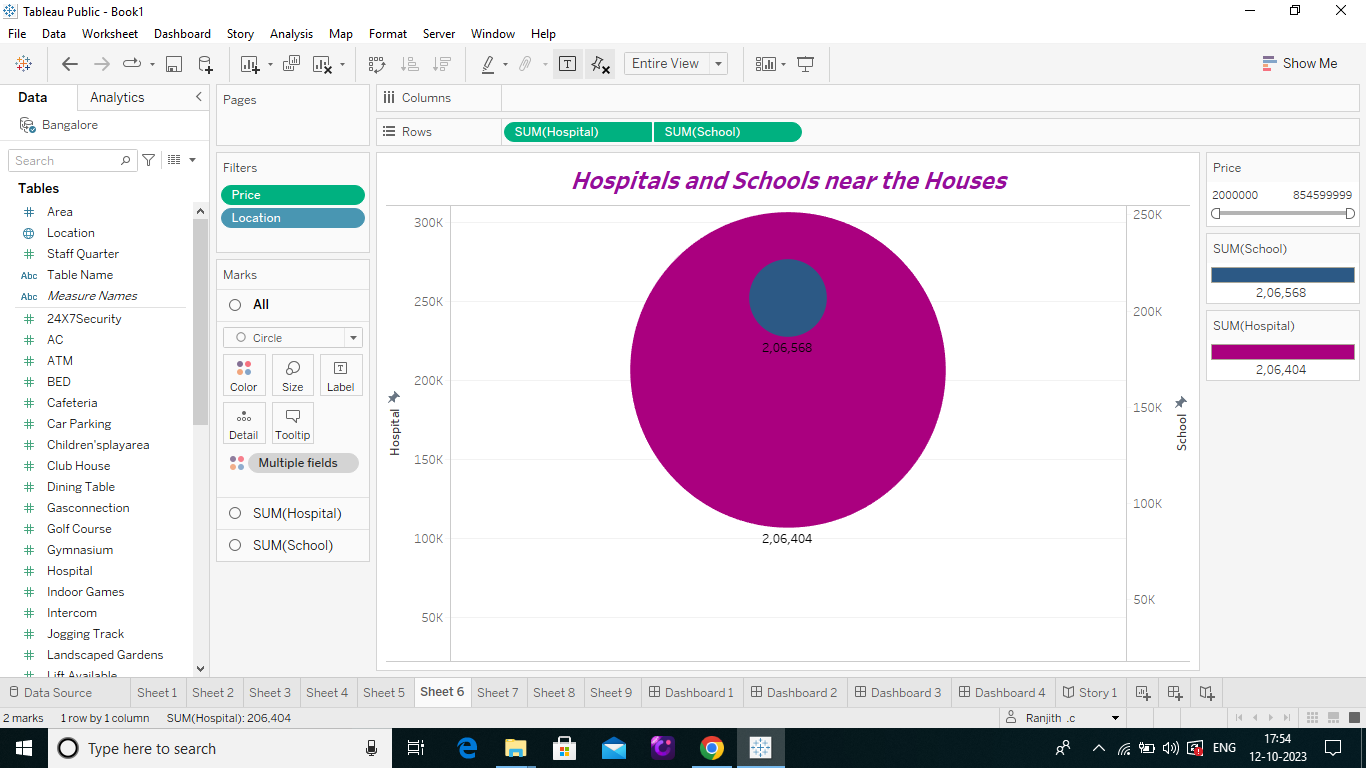 Tableau Public - Book1
File Data Worksheet Dashboard Story Analysis Map Format Server Window Help
Entire View
Show Me
Data Analytics
Bangalore
Search
Tables
Area
Location
Staff Quarter
Abc Table Name
Abc Measure Names
24X7Security
AC
ATM
BED
Cafeteria
Car Parking
Children'splayarea
Club House
Dining Table
Gasconnection
Golf Course
Gymnasium
Hospital
Indoor Games
Intercom
Jogging Track
Landscaped Gardens
Lift Available
Pages
Filters
Price
Location
Marks
All
Circle
Color Size Label
Detail Tooltip
Multiple fields
SUM(Hospital)
SUM(School)
Columns
Rows SUM(Hospital) SUM(School)
Hospitals and Schools near the Houses
300K
250K
200K
150K
100K
50K
Hospital
2,06,568
2,06,404
250K
200K
150K
100K
50K
School
Price
2000000 854599999
SUM(School)
2,06,568
SUM(Hospital)
2,06,404
Data Source Sheet 1 Sheet 2 Sheet 3 Sheet 4 Sheet 5 Sheet 6 Sheet 7 Sheet 8 Sheet 9 Dashboard 1 Dashboard 2 Dashboard 3 Dashboard 4 Story 1
2 marks 1 row by 1 column SUM(Hospital): 206.404 Ranjith .c
Type here to search
ENG
17:54
12-10-2023